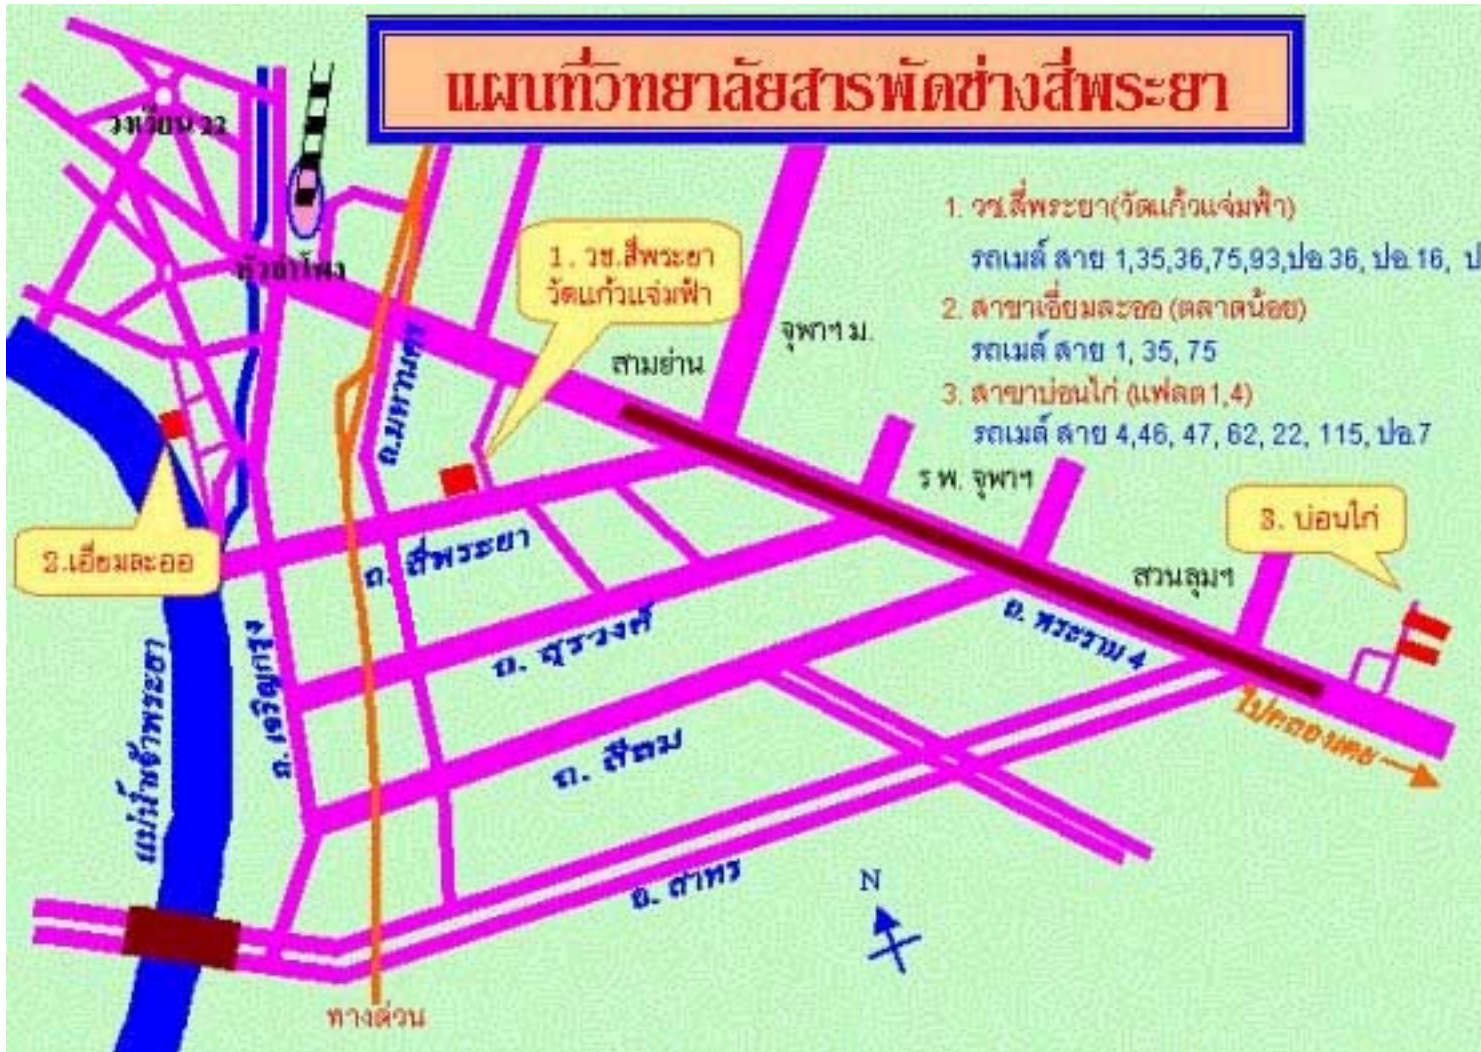 แผนที่วิทยาลัยสารพัดช่างสี่พระยา
วงเวียน 22
หัวลำโพง
1. วช.สี่พระยา
วัดแก้วแจ่มฟ้า
ถ.มหานคร
สามย่าน
จุฬาฯ ม.
1. วช.สี่พระยา(วัดแก้วแจ่มฟ้า)
รถเมล์ สาย 1,35,36,75,93,ปอ.36, ปอ.16, ป
2. สาขาเอี่ยมละออ (ตลาดน้อย)
รถเมล์ สาย 1, 35, 75
3. สาขาบ่อนไก่ (แฟลต1,4)
รถเมล์ สาย 4,46, 47, 62, 22, 115, ปอ.7
ร พ. จุฬาฯ
3. บ่อนไก่
สวนลุมฯ
2.เอี่ยมละออ
ถ. สี่พระยา
ถ. สุรวงศ์
ถ. พระราม 4
ถ. เจริญกรุง
แม่น้ำเจ้าพระยา
ถ. สีลม
ไปคลองเตย
ถ. สาทร
N
ทางด่วน